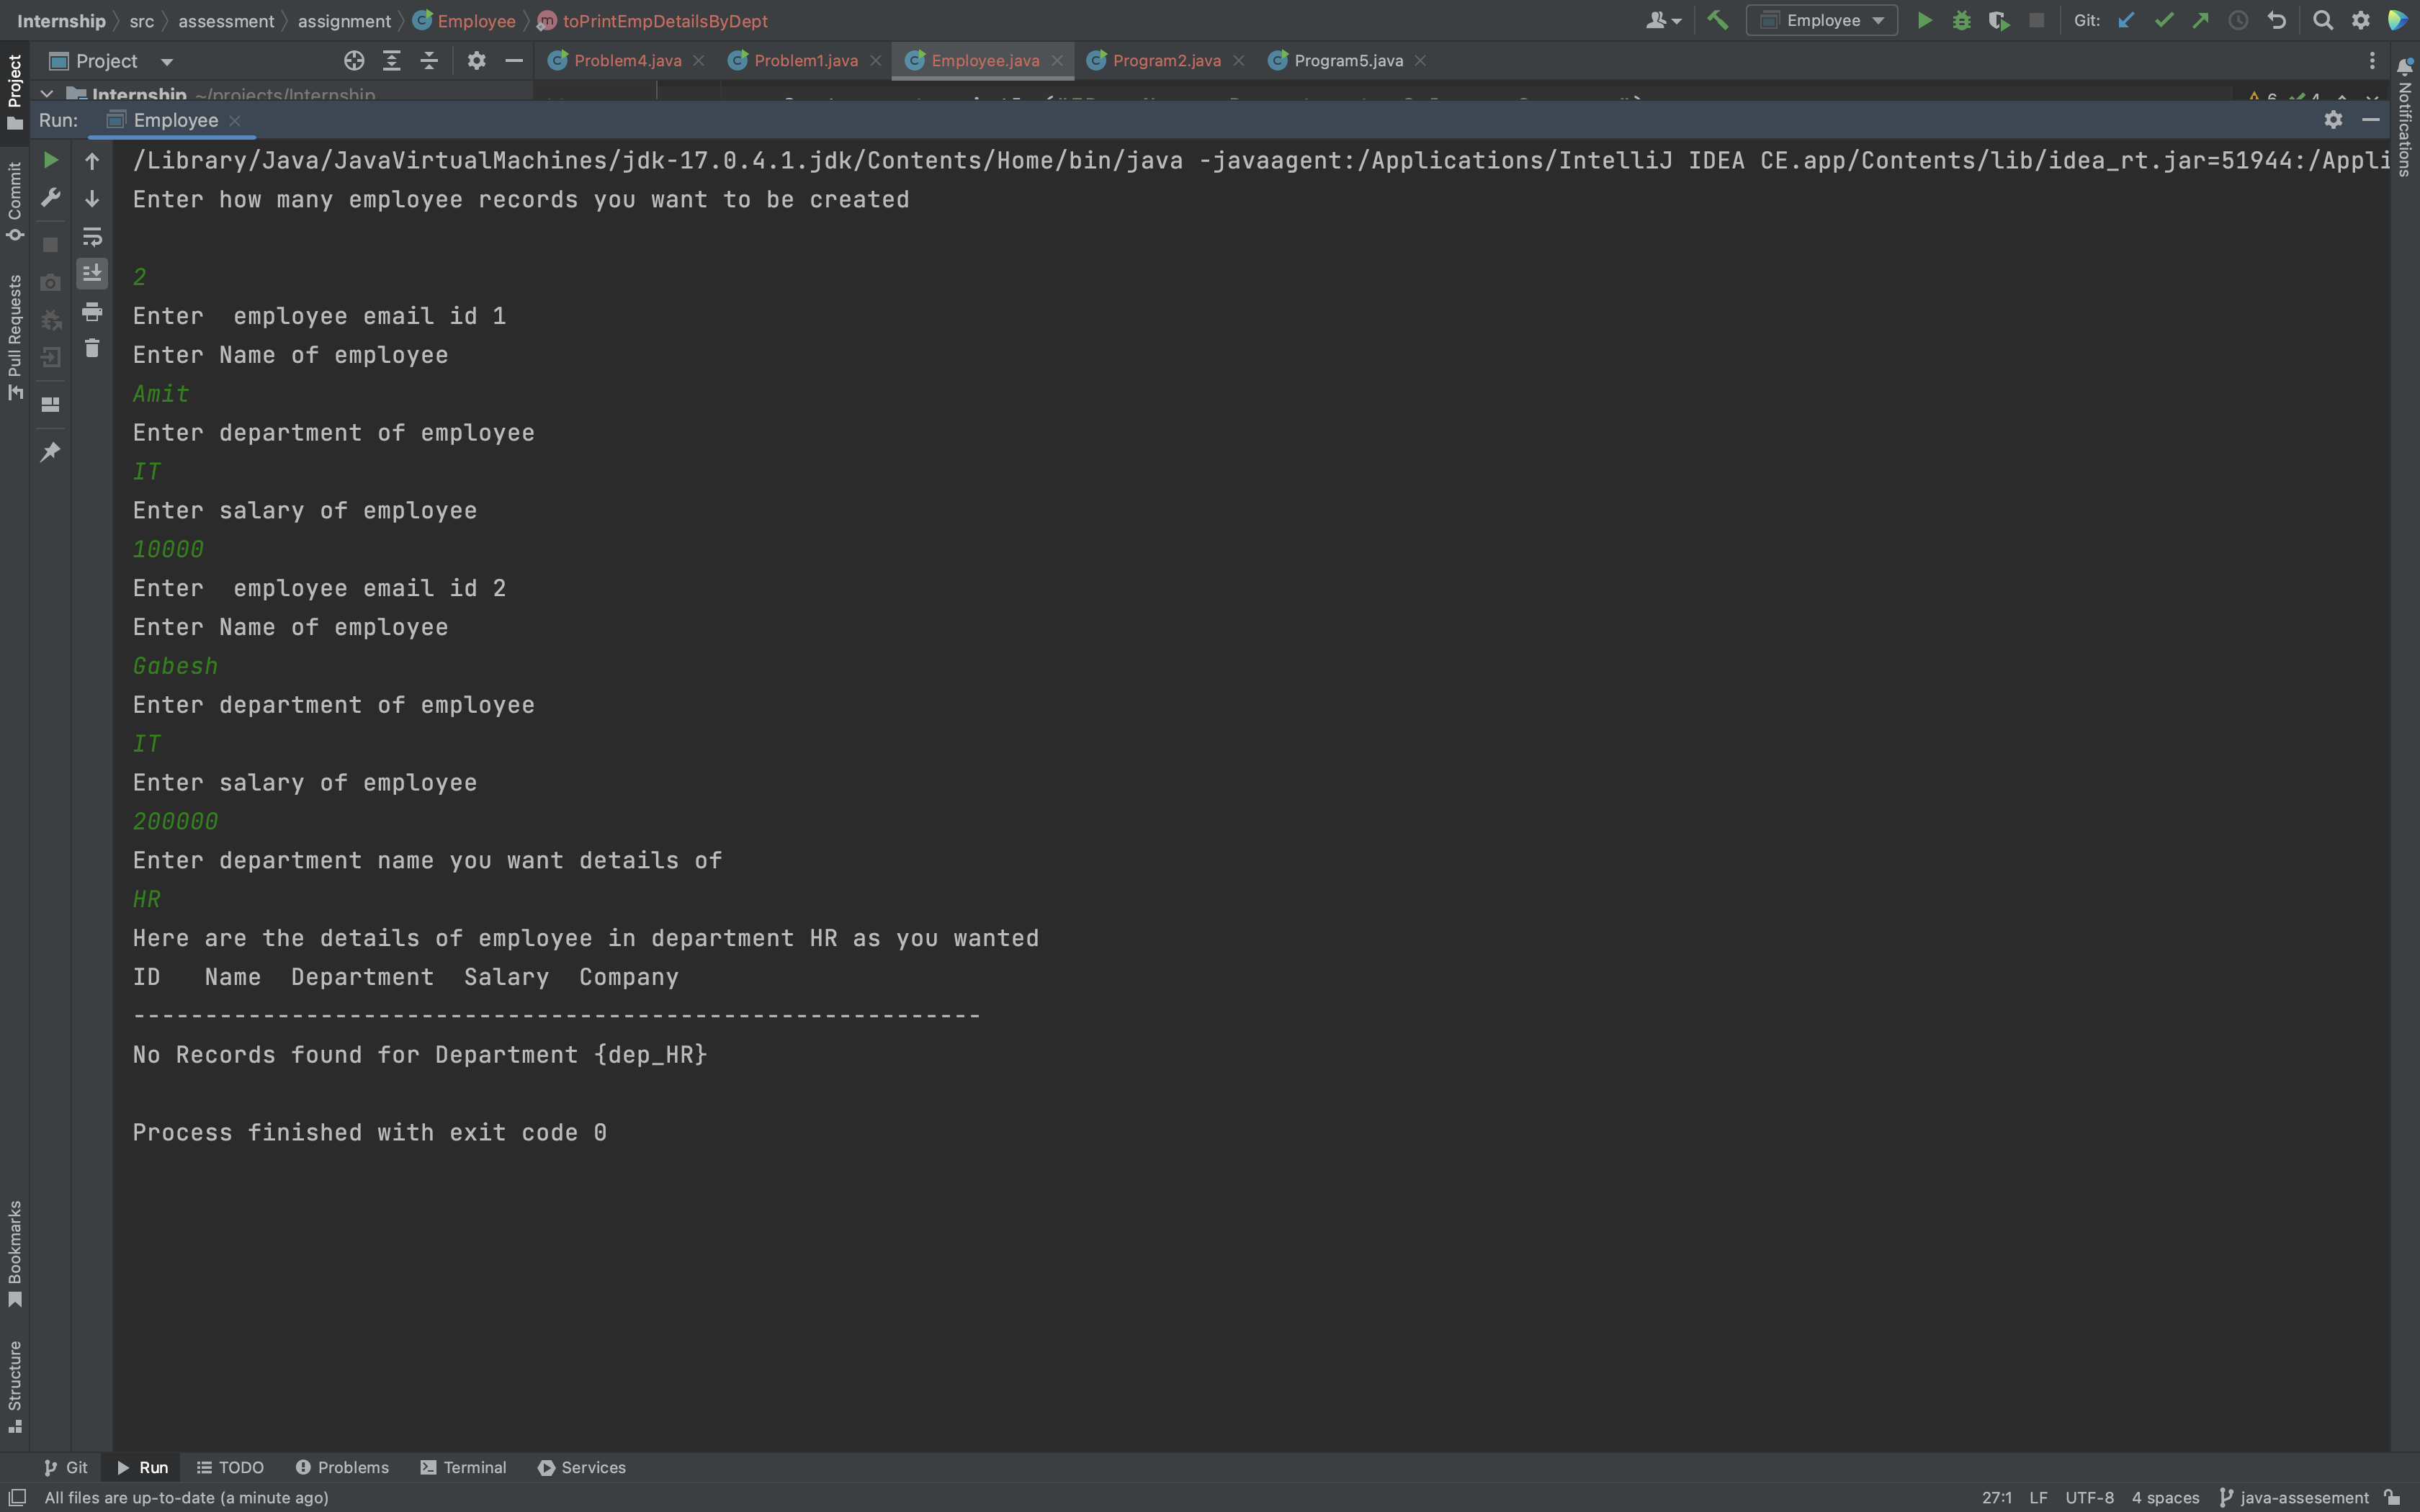 Internship src assessment assignment Employee toPrintEmpDetailsByDept Employee Git:
Project Problem4.java Problem1.java Employee.java Program2.java Program5.java
Internship ~/projects/Internship
Run: Employee
/Library/Java/JavaVirtualMachines/jdk-17.0.4.1.jdk/Contents/Home/bin/java -javaagent:/Applications/IntelliJ IDEA CE.app/Contents/lib/idea_rt.jar=51944:/Appli
Enter how many employee records you want to be created
2
Enter  employee email id 1
Enter Name of employee
Amit
Enter department of employee
IT
Enter salary of employee
10000
Enter  employee email id 2
Enter Name of employee
Gabesh
Enter department of employee
IT
Enter salary of employee
200000
Enter department name you want details of
HR
Here are the details of employee in department HR as you wanted
ID   Name  Department  Salary  Company
-----------------------------------------------------------
No Records found for Department {dep_HR}
Process finished with exit code 0
Project
Commit
Pull Requests
Bookmarks
Structure
Notifications
Git Run TODO Problems Terminal Services
All files are up-to-date (a minute ago) 27:1 LF UTF-8 4 spaces java-assesement